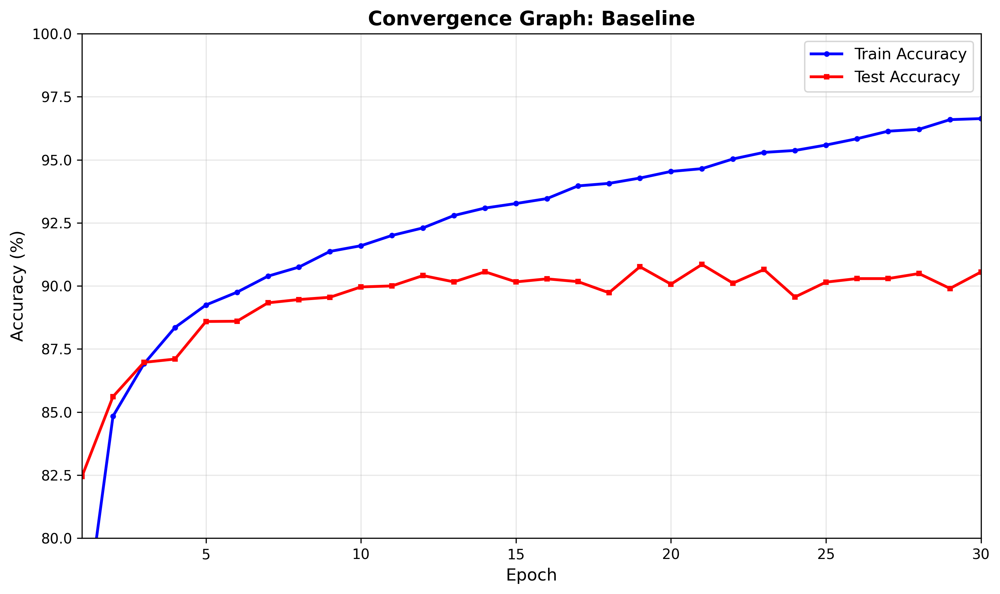 Convergence Graph: Baseline
100.0
97.5
95.0
92.5
90.0
87.5
85.0
82.5
80.0
Accuracy (%)
Train Accuracy
Test Accuracy
5 10 15 20 25 30
Epoch